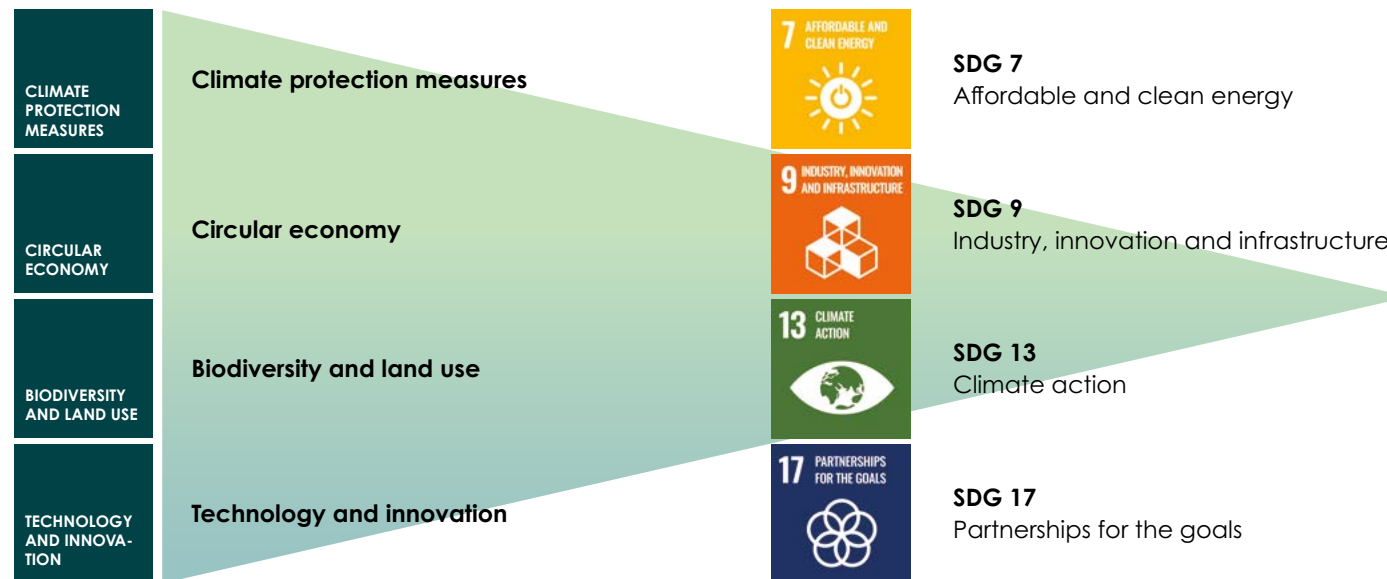 CLIMATE
PROTECTION
MEASURES
Climate protection measures
7 AFFORDABLE AND
CLEAN ENERGY
SDG 7
Affordable and clean energy
CIRCULAR
ECONOMY
Circular economy
9 INDUSTRY, INNOVATION
AND INFRASTRUCTURE
SDG 9
Industry, innovation and infrastructure
BIODIVERSITY
AND LAND USE
Biodiversity and land use
13 CLIMATE
ACTION
SDG 13
Climate action
TECHNOLOGY
AND INNOVA-
TION
Technology and innovation
17 PARTNERSHIPS
FOR THE GOALS
SDG 17
Partnerships for the goals